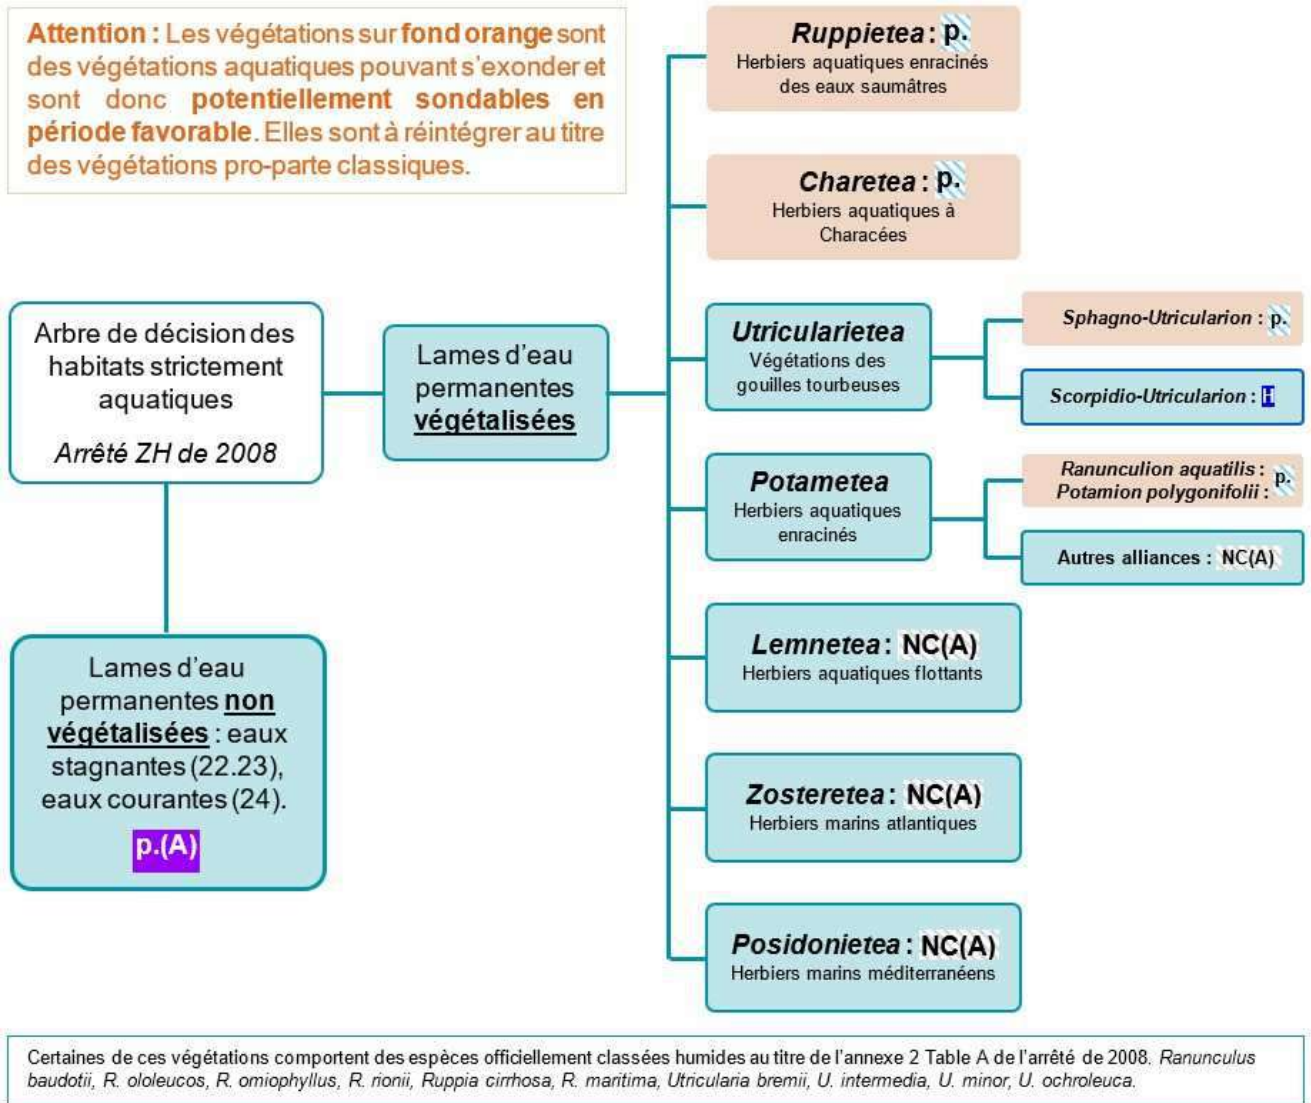 Attention : Les végétations sur fond orange sont
des végétations aquatiques pouvant s'exonder et
sont donc potentiellement sondables en
période favorable. Elles sont à réintégrer au titre
des végétations pro-parte classiques.
Arbre de décision des
habitats strictement
aquatiques
Arrêté ZH de 2008
Lames d'eau
permanentes
végétalisées
Lames d'eau
permanentes non
végétalisées : eaux
stagnantes (22.23),
eaux courantes (24).
p.(A)
Ruppietea : p.
Herbiers aquatiques enracinés
des eaux saumâtres
Charetea : p.
Herbiers aquatiques à
Characées
Utricularietea
Végétations des
gouilles tourbeuses
Sphagno-Utricularion : p.
Scorpidio-Utricularion : H
Potametea
Herbiers aquatiques
enracinés
Ranunculion aquatilis :
Potamion polygonifolii : p.
Autres alliances : NC(A)
Lemnetea : NC(A)
Herbiers aquatiques flottants
Zosteretea : NC(A)
Herbiers marins atlantiques
Posidonietea : NC(A)
Herbiers marins méditerranéens
Certaines de ces végétations comportent des espèces officiellement classées humides au titre de l'annexe 2 Table A de l'arrêté de 2008. Ranunculus
baudotii, R. ololeucos, R. omiophyllus, R. rionii, Ruppia cirrhosa, R. maritima, Utricularia bremii, U. intermedia, U. minor, U. ochroleuca.